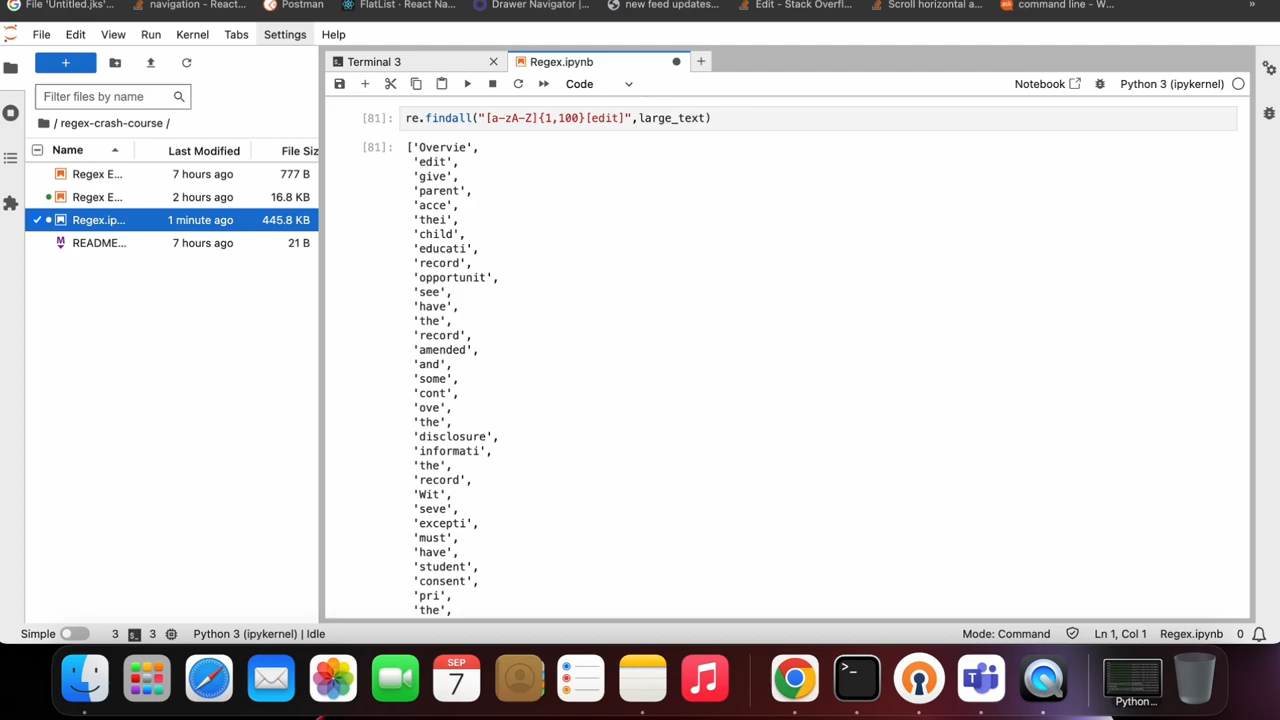 File 'Untitled.jks'... navigation - React... Postman FlatList · React Na... Drawer Navigator |... new feed updates... Edit - Stack Overfl... Scroll horizontal a... command line - W... »
File Edit View Run Kernel Tabs Settings Help
+ Terminal 3 × Regex.ipynb +
Filter files by name + Code Notebook Python 3 (ipykernel)
/ regex-crash-course /
Name Last Modified File Siz
Regex E... 7 hours ago 777 B
Regex E... 2 hours ago 16.8 KB
Regex.ip... 1 minute ago 445.8 KB
README... 7 hours ago 21 B
[81]: re.findall("[a-zA-Z]{1,100}[edit]",large_text)
[81]: ['Overvie',
'edit',
'give',
'parent',
'acce',
'thei',
'child',
'educati',
'record',
'opportunit',
'see',
'have',
'the',
'record',
'amended',
'and',
'some',
'cont',
'ove',
'the',
'disclosure',
'informati',
'the',
'record',
'Wit',
'seve',
'excepti',
'must',
'have',
'student',
'consent',
'pri',
'the',
Simple 3 3 Python 3 (ipykernel) | Idle Mode: Command Ln 1, Col 1 Regex.ipynb 0
SEP
7
>_
Python...